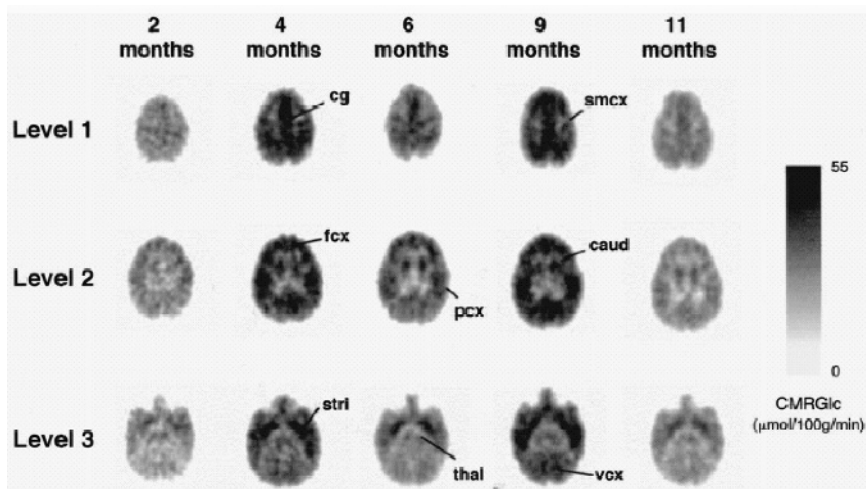 2 months
4 months
6 months
9 months
11 months
Level 1
cg
smcx
Level 2
fcx
pcx
caud
Level 3
stri
thal
vcx
55
0
CMRGlc
(μmol/100g/min)